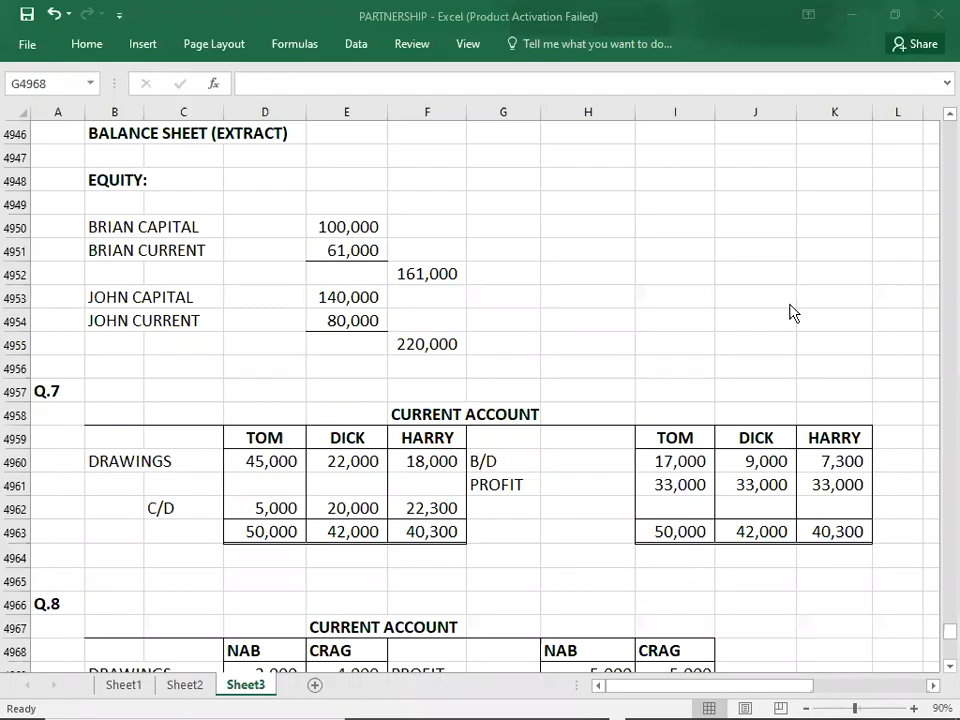 PARTNERSHIP - Excel (Product Activation Failed)
File Home Insert Page Layout Formulas Data Review View Tell me what you want to do... Share
G4968 fx
A B C D E F G H I J K L
4946 BALANCE SHEET (EXTRACT)
4947
4948 EQUITY:
4949
4950 BRIAN CAPITAL 100,000
4951 BRIAN CURRENT 61,000
4952 161,000
4953 JOHN CAPITAL 140,000
4954 JOHN CURRENT 80,000
4955 220,000
4956
4957 Q.7
4958 CURRENT ACCOUNT
4959 TOM DICK HARRY TOM DICK HARRY
4960 DRAWINGS 45,000 22,000 18,000 B/D 17,000 9,000 7,300
4961 PROFIT 33,000 33,000 33,000
4962 C/D 5,000 20,000 22,300
4963 50,000 42,000 40,300 50,000 42,000 40,300
4964
4965
4966 Q.8
4967 CURRENT ACCOUNT
4968 NAB CRAG NAB CRAG
DRAWINGS PROFIT 5,000 5,000
Sheet1 Sheet2 Sheet3
Ready 90%